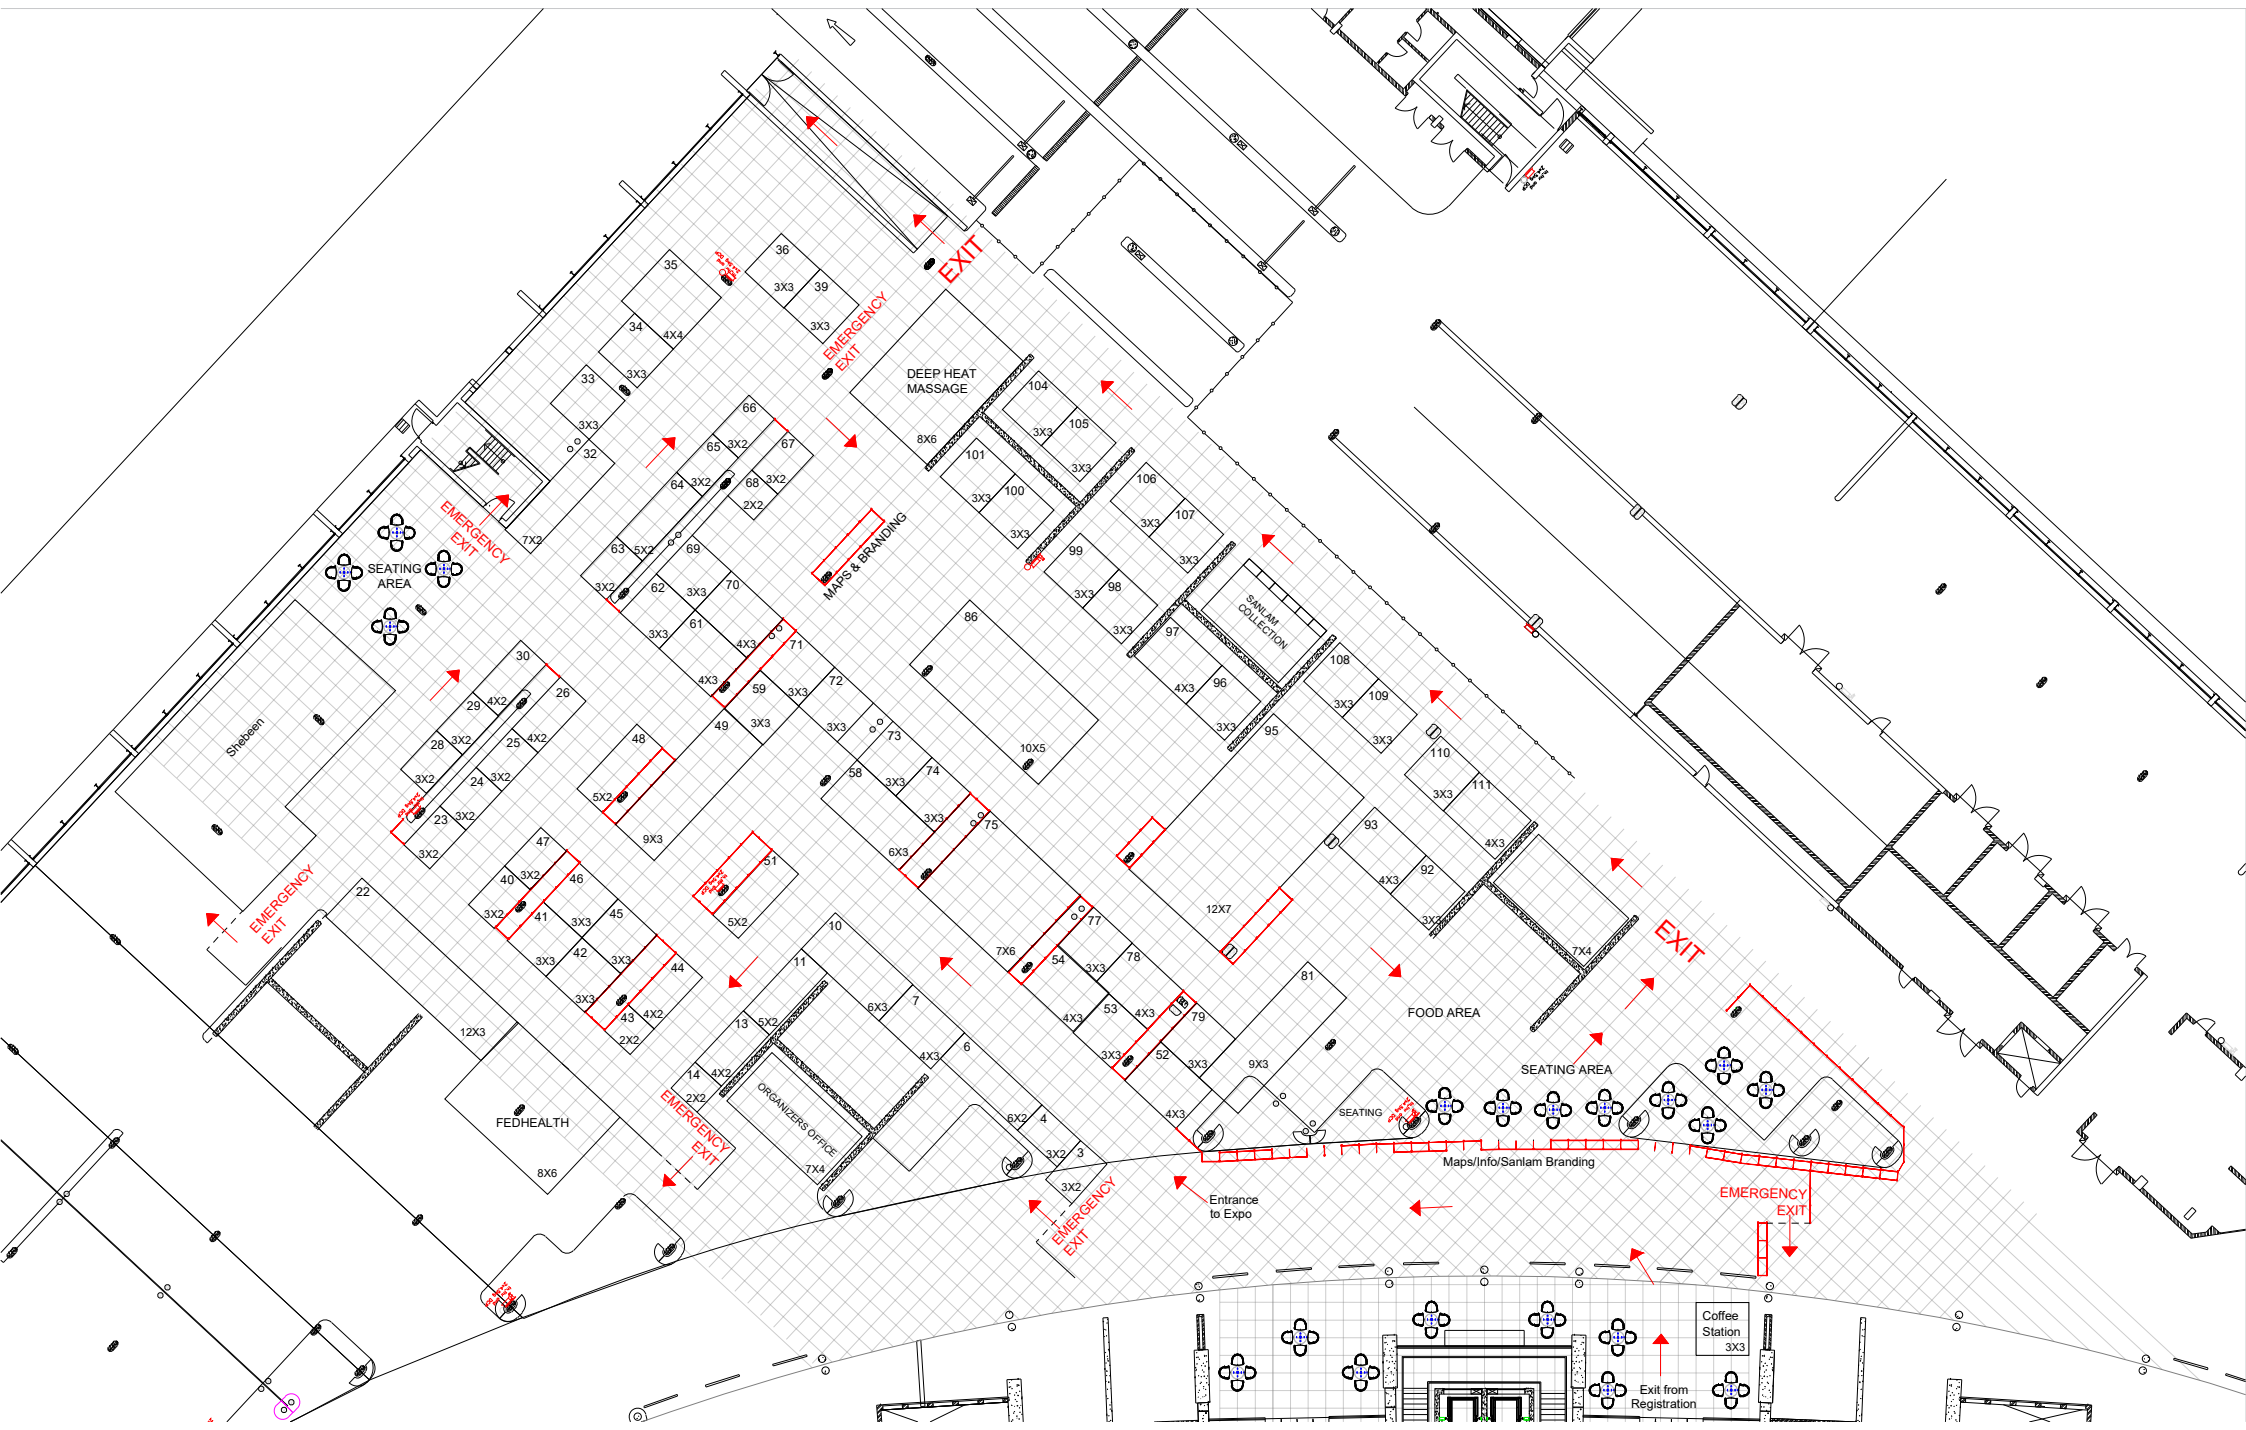 EXIT
36
3X3
39
3X3
35
4X4
34
3X3
33
3X3
32
7X2
EMERGENCY
EXIT
DEEP HEAT
MASSAGE
8X6
104
3X3
105
3X3
101
3X3
100
3X3
106
3X3
107
3X3
99
3X3
98
3X3
SANLAM
COLLECTION
97
4X3
96
3X3
108
3X3
109
3X3
110
3X3
111
4X3
66
3X2
65
3X2
67
3X2
64
5X2
68
2X2
63
3X2
MAPS & BRANDING
EMERGENCY
EXIT
SEATING
AREA
69
3X3
70
4X3
62
3X3
61
4X3
71
3X3
72
3X3
59
3X3
49
9X3
48
5X2
86
10X5
95
12X7
93
4X3
92
3X3
7X4
Shebeen
30
4X2
29
3X2
28
3X2
26
4X2
25
3X2
24
3X2
23
3X2
73
3X3
74
3X3
58
6X3
75
7X6
51
5X2
47
3X2
40
3X2
46
3X3
41
3X3
45
3X3
42
3X3
44
4X2
43
2X2
EMERGENCY
EXIT
22
12X3
FEDHEALTH
8X6
10
6X3
11
5X2
7
4X3
13
4X2
14
2X2
6
6X2
4
3X2
3
3X2
ORGANIZERS OFFICE
7X4
EMERGENCY
EXIT
77
3X3
78
4X3
54
4X3
53
3X3
79
3X3
52
4X3
81
9X3
EXIT
FOOD AREA
SEATING AREA
SEATING
Maps/Info/Sanlam Branding
Entrance
to Expo
EMERGENCY
EXIT
EMERGENCY
EXIT
Coffee
Station
3X3
Exit from
Registration